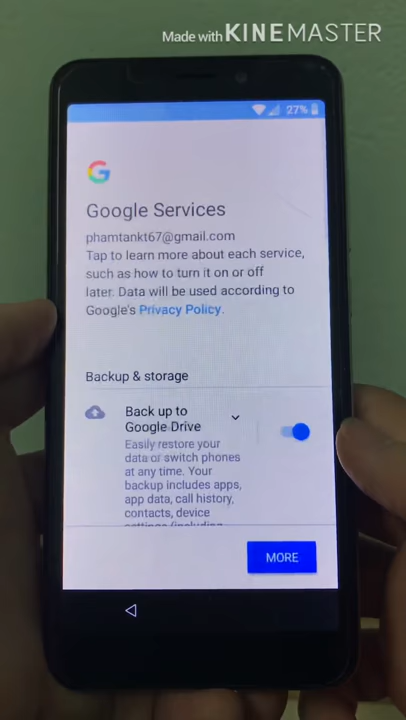 Made with KINEMASTER
27%
G
Google Services
phamtankt67@gmail.com
Tap to learn more about each service,
such as how to turn it on or off
later. Data will be used according to
Google's Privacy Policy.
Backup & storage
Back up to
Google Drive
Easily restore your
data or switch phones
at any time. Your
backup includes apps,
app data, call history,
contacts, device
settings (including
MORE